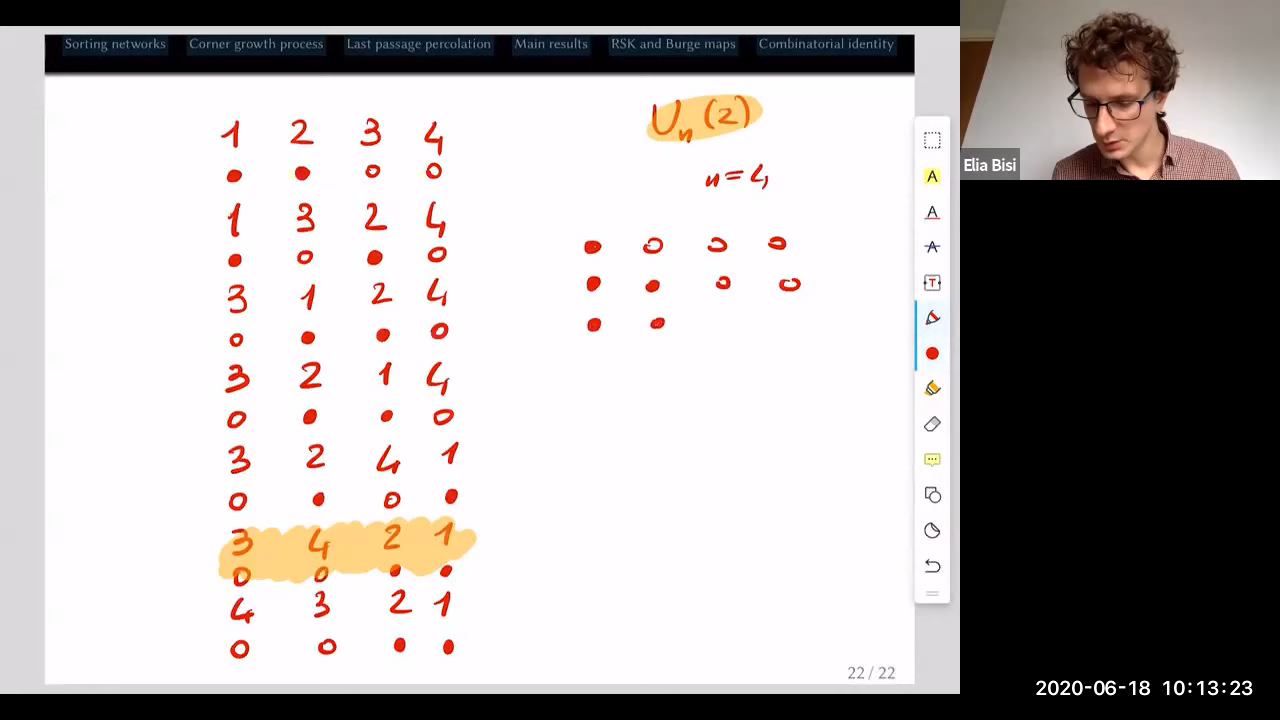 Sorting networks Corner growth process Last passage percolation Main results RSK and Burge maps Combinatorial identity
1 2 3 4
1 3 2 4
3 1 2 4
3 2 1 4
3 2 4 1
3 4 2 1
4 3 2 1
Uₙ(2)
n=4
22 / 22
Elia Bisi
A
A
A
T
2020-06-18 10:13:23